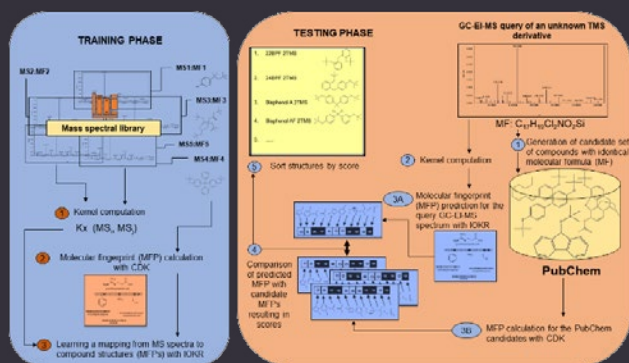 TRAINING PHASE
MS2:MF2
MS1:MF1
MS3:MF3
Mass spectral library
MS5:MF5
MS4:MF4
1
Kernel computation
Kx (MSi, MSj)
2
Molecular fingerprint (MFP) calculation
with CDK
3
Learning a mapping from MS spectra to
compound structures (MFP's) with IOKR
TESTING PHASE
1.
2.
3. Bisphenol A 2TMS
4. Bisphenol AF 2TMS
5.
5
Sort structures by score
4
Comparison
of predicted
MFP with
candidate
MFP's
resulting in
scores
GC-EI-MS query of an unknown TMS
derivative
2
Kernel computation
3A
Molecular fingerprint
(MFP) prediction for the
query GC-EI-MS
spectrum with IOKR
1
Generation of candidate set
of compounds with identical
molecular formula (MF)
PubChem
3B
MFP calculation for the PubChem
candidates with CDK